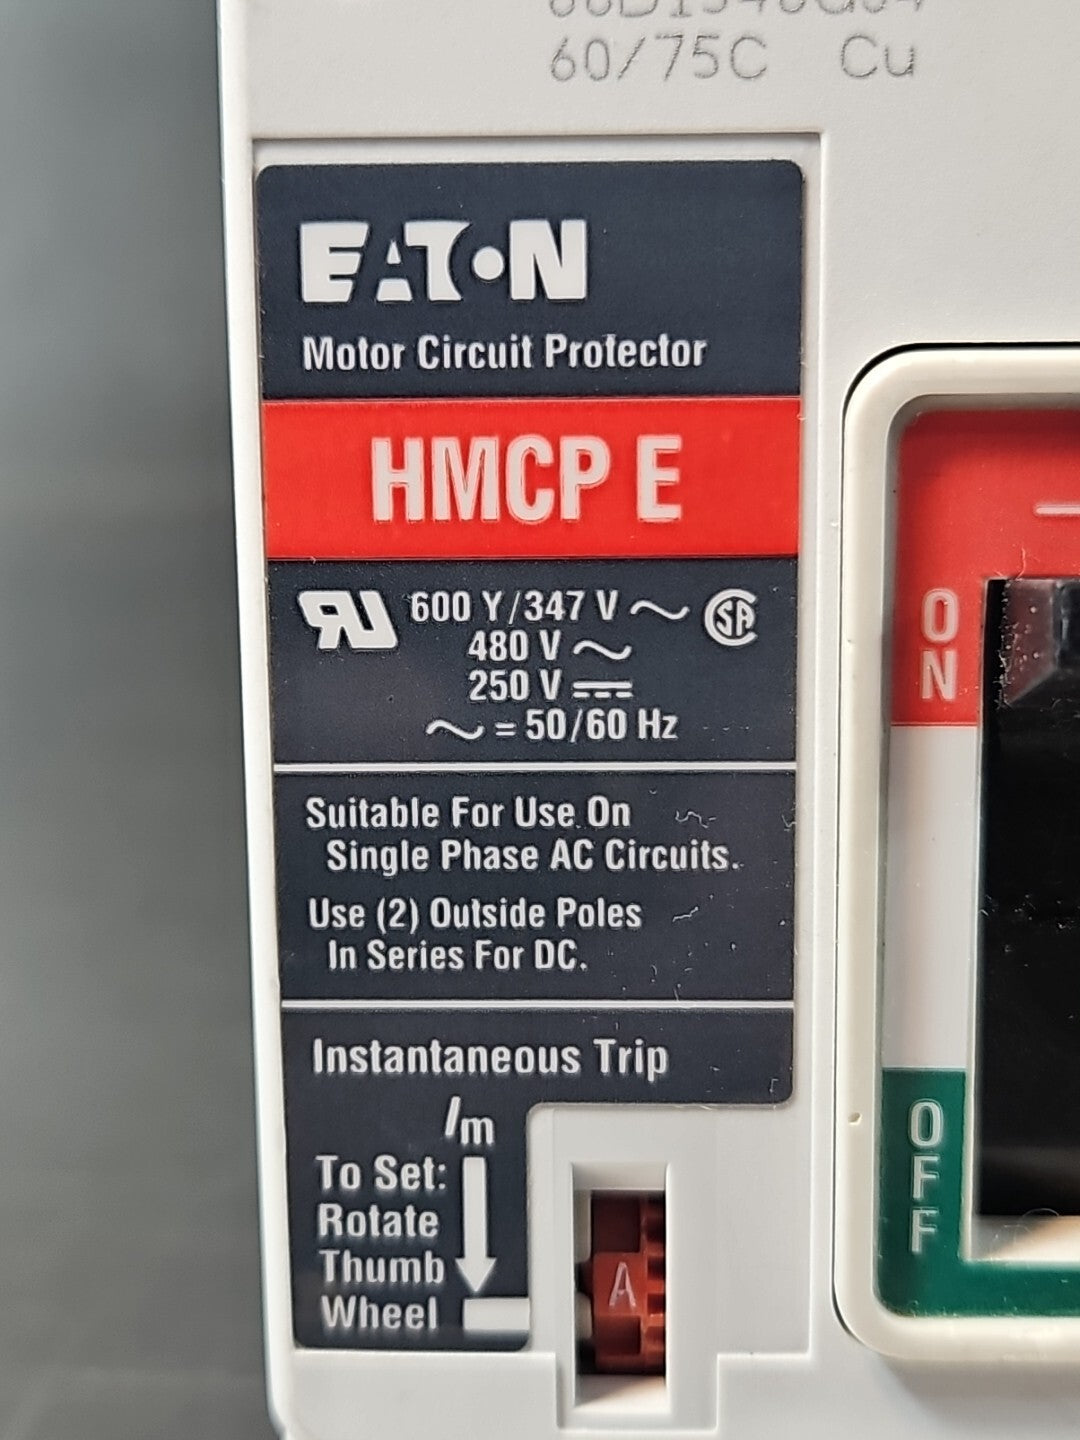 60/75C Cu
EATON
Motor Circuit Protector
HMCP E
600 Y/347 V ~
480 V ~
250 V ⎓
~ = 50/60 Hz
Suitable For Use On
Single Phase AC Circuits.
Use (2) Outside Poles
In Series For DC.
Instantaneous Trip
Im
To Set:
Rotate
Thumb
Wheel
A
ON
OFF